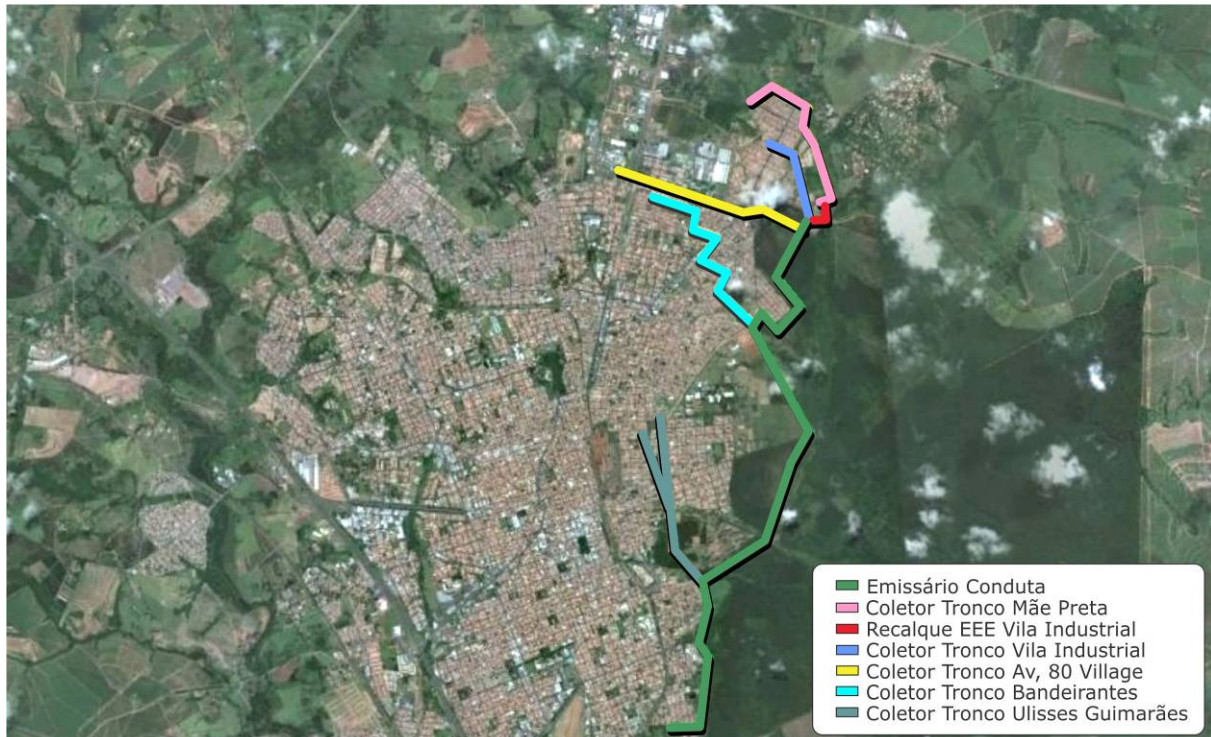 Emissário Conduta
Coletor Tronco Mãe Preta
Recalque EEE Vila Industrial
Coletor Tronco Vila Industrial
Coletor Tronco Av, 80 Village
Coletor Tronco Bandeirantes
Coletor Tronco Ulisses Guimarães